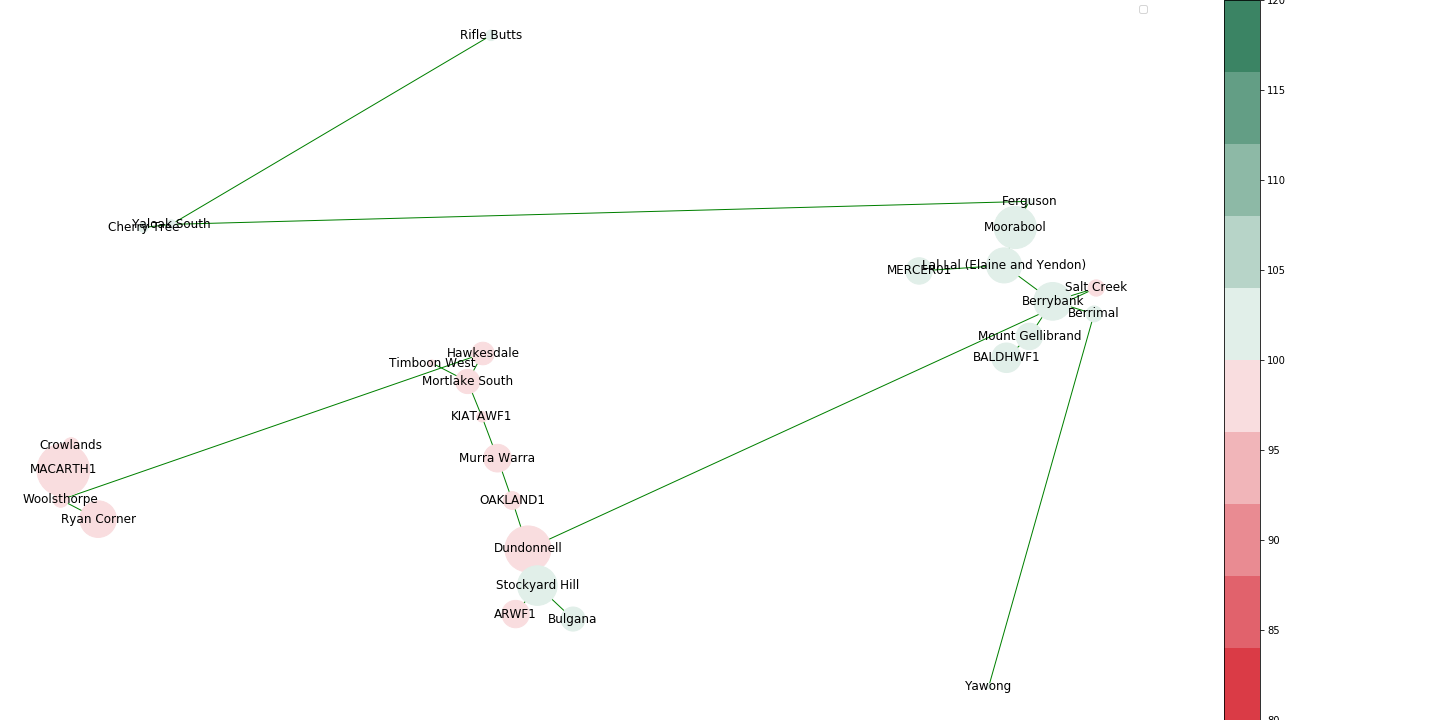 Rifle Butts
Ferguson
Yaloak South
Cherry Tree
Moorabool
Lal Lal (Elaine and Yendon)
MERCER01
Salt Creek
Berrybank
Berrimal
Mount Gellibrand
BALDHWF1
Hawkesdale
Timboon West
Mortlake South
KIATAWF1
Crowlands
Murra Warra
MACARTH1
Woolsthorpe
OAKLAND1
Ryan Corner
Dundonnell
Stockyard Hill
ARWF1
Bulgana
Yawong
120
115
110
105
100
95
90
85
80